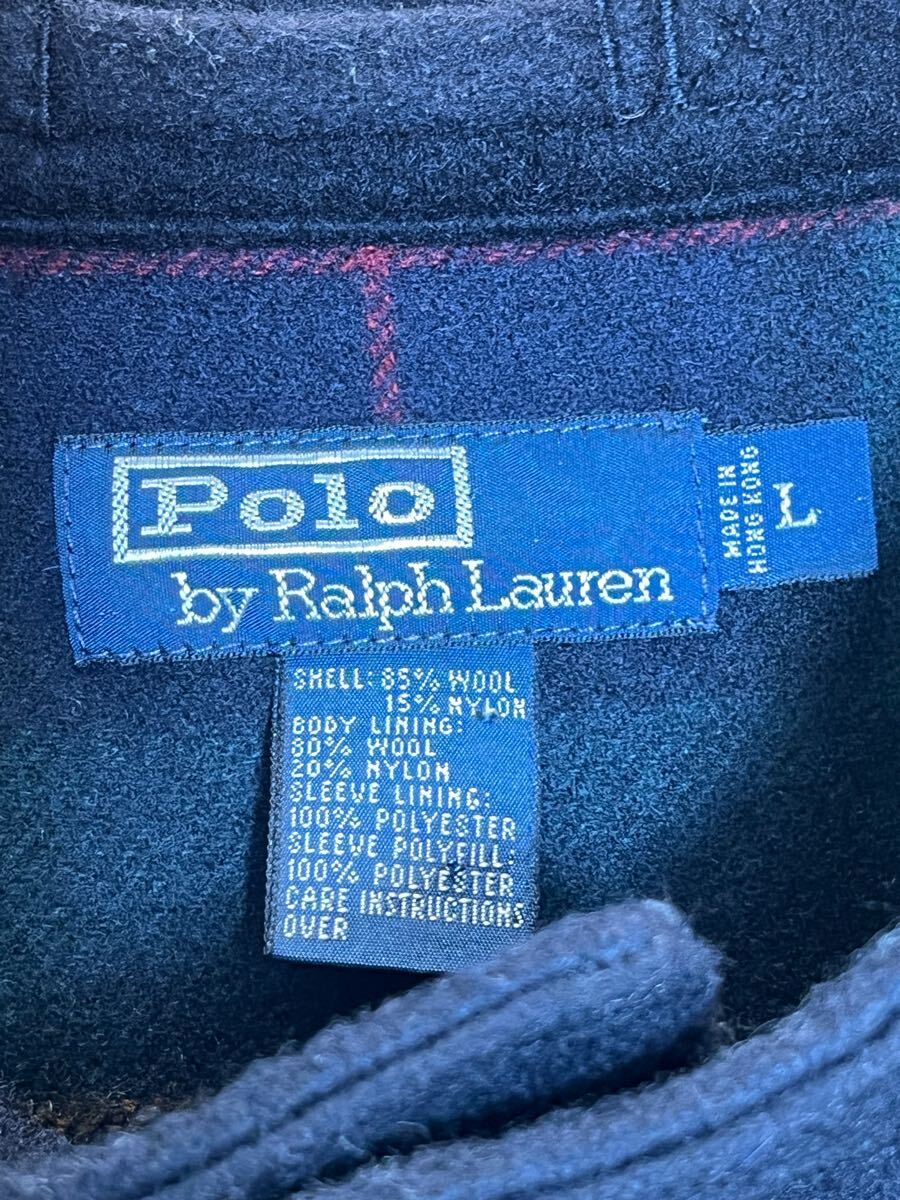 Polo
by Ralph Lauren
MADE IN
HONG KONG
L
SHELL: 85% WOOL
15% NYLON
BODY LINING:
80% WOOL
20% NYLON
SLEEVE LINING:
100% POLYESTER
SLEEVE POLYFILL:
100% POLYESTER
CARE INSTRUCTIONS
OVER